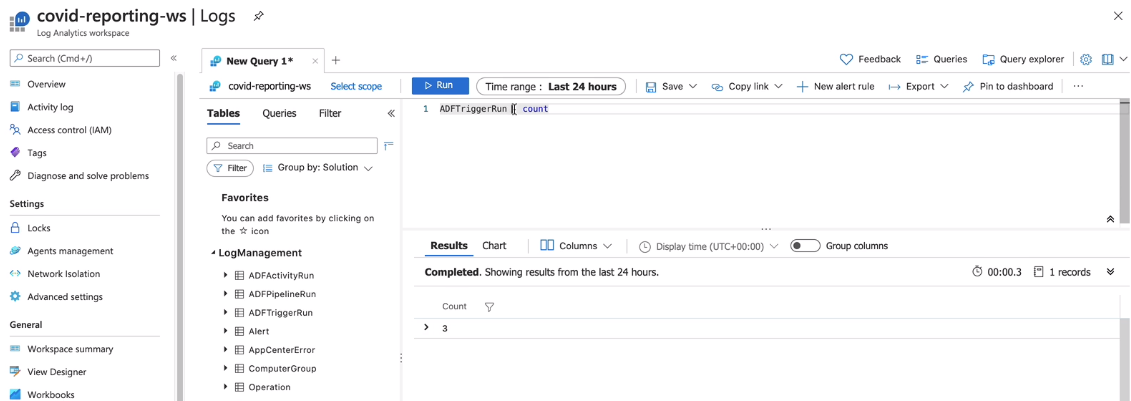 covid-reporting-ws | Logs
Log Analytics workspace
Search (Cmd+/)
Overview
Activity log
Access control (IAM)
Tags
Diagnose and solve problems
Settings
Locks
Agents management
Network Isolation
Advanced settings
General
Workspace summary
View Designer
Workbooks
New Query 1*
Feedback
Queries
Query explorer
covid-reporting-ws
Select scope
Run
Time range : Last 24 hours
Save
Copy link
New alert rule
Export
Pin to dashboard
Tables
Queries
Filter
Search
Filter
Group by: Solution
Favorites
You can add favorites by clicking on
the ☆ icon
LogManagement
ADFActivityRun
ADFPipelineRun
ADFTriggerRun
Alert
AppCenterError
ComputerGroup
Operation
1 ADFTriggerRun | count
Results
Chart
Columns
Display time (UTC+00:00)
Group columns
Completed. Showing results from the last 24 hours.
00:00.3
1 records
Count
3